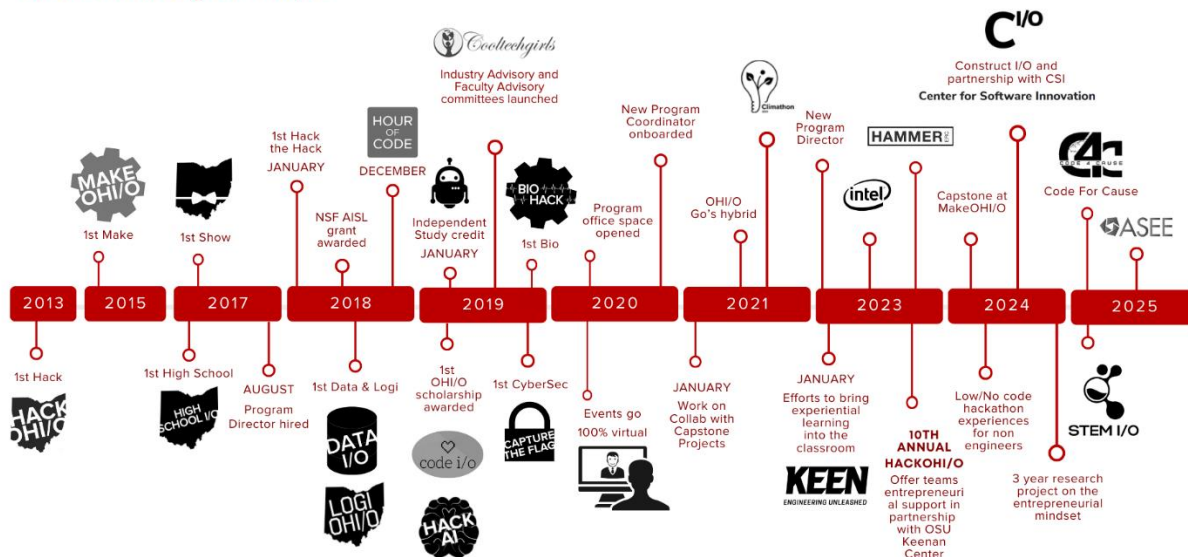 Cooltechgirls
Industry Advisory and
Faculty Advisory
committees launched
C I/O
Construct I/O and
partnership with CSI
Center for Software Innovation
HOUR
OF
CODE
DECEMBER
1st Hack
the Hack
JANUARY
MAKE
OHI/O
1st Make
1st Show
NSF AISL
grant
awarded
Independent
Study credit
JANUARY
BIO
HACK
1st Bio
Program
office space
opened
New Program
Coordinator
onboarded
OHI/O
Go's hybrid
Climathon
New
Program
Director
intel
HAMMER
Capstone at
MakeOHI/O
C4C
CODE 4 CAUSE
Code For Cause
ASEE
2013
2015
2017
2018
2019
2020
2021
2023
2024
2025
1st Hack
HACK
OHI/O
1st High School
HIGH
SCHOOL I/O
AUGUST
Program
Director hired
1st Data & Logi
DATA
I/O
LOGI
OHI/O
1st
OHI/O
scholarship
awarded
code i/o
HACK
AI
1st CyberSec
CAPTURE
THE FLAG
Events go
100% virtual
JANUARY
Work on
Collab with
Capstone
Projects
JANUARY
Efforts to bring
experiential
learning
into the
classroom
KEEN
ENGINEERING UNLEASHED
10TH
ANNUAL
HACKOHI/O
Offer teams
entrepreneuri
al support in
partnership
with OSU
Keenan
Center
Low/No code
hackathon
experiences
for non
engineers
3 year research
project on the
entrepreneurial
mindset
STEM I/O